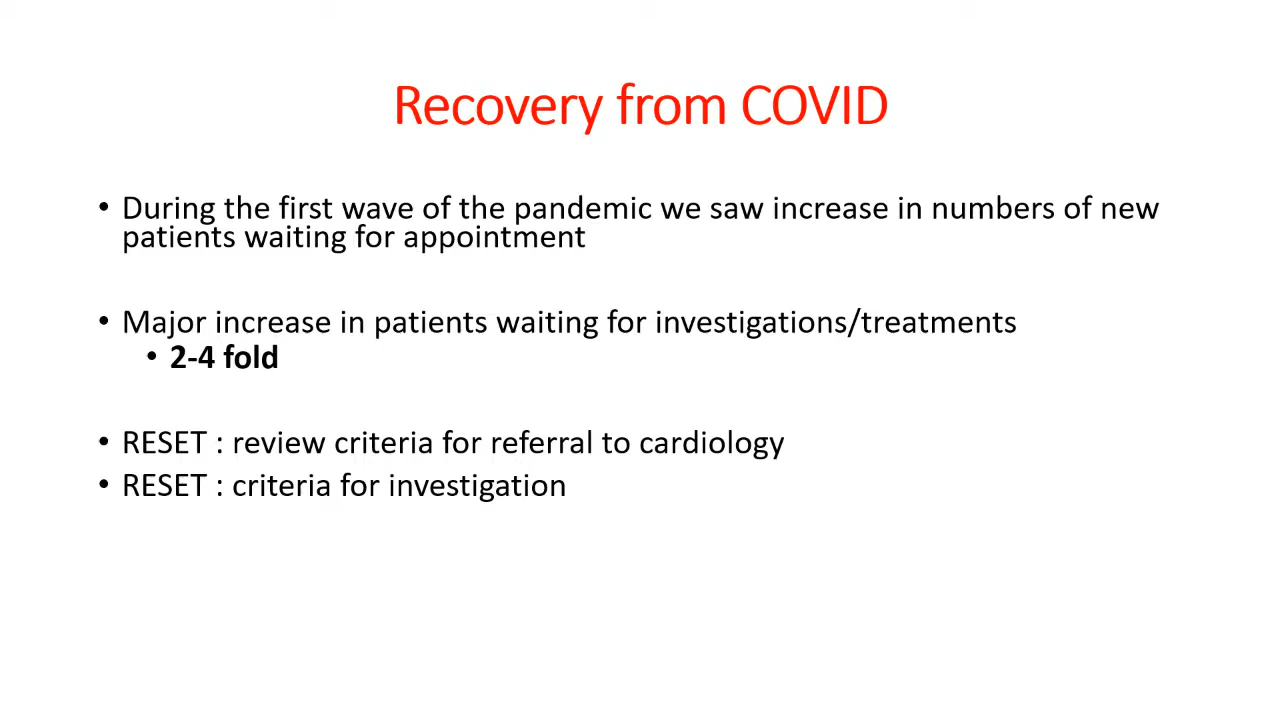 Recovery from COVID
• During the first wave of the pandemic we saw increase in numbers of new
patients waiting for appointment
• Major increase in patients waiting for investigations/treatments
• 2-4 fold
• RESET : review criteria for referral to cardiology
• RESET : criteria for investigation